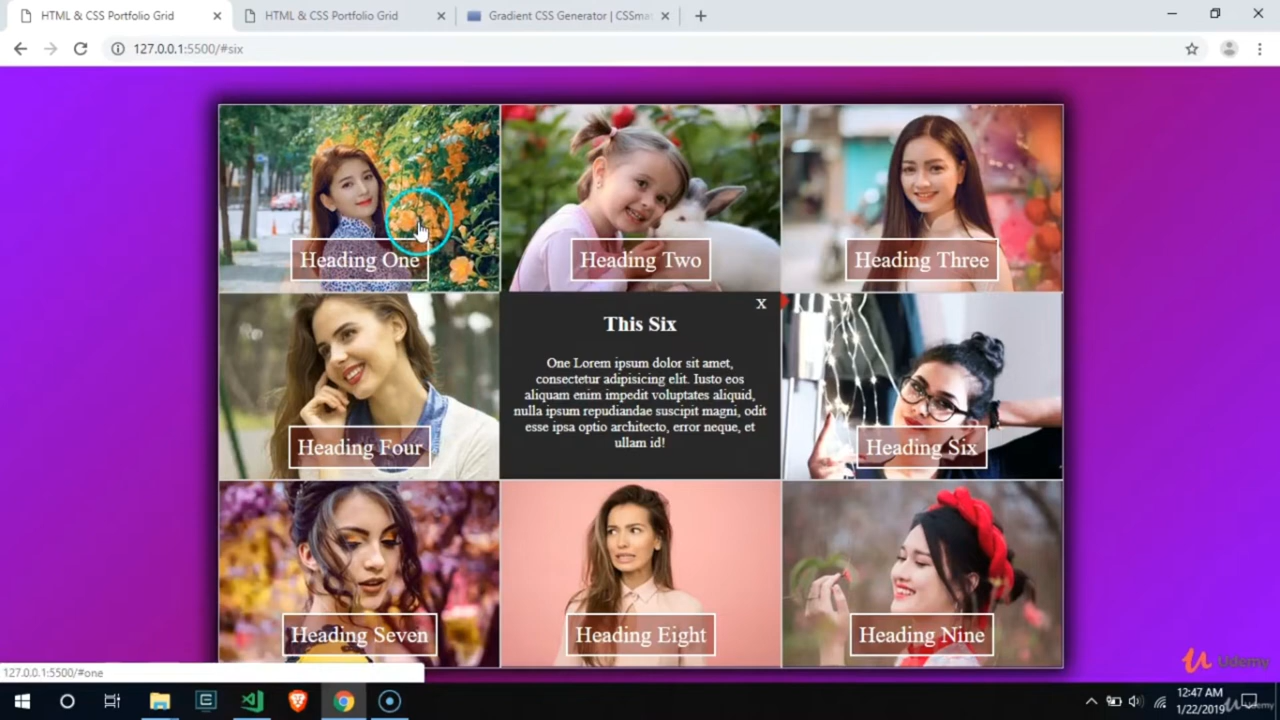 HTML & CSS Portfolio Grid
HTML & CSS Portfolio Grid
Gradient CSS Generator | CSSma
127.0.0.1:5500/#six
Heading One
Heading Two
Heading Three
Heading Four
X
This Six
One Lorem ipsum dolor sit amet,
consectetur adipisicing elit. Iusto eos
aliquam enim impedit voluptates aliquid,
nulla ipsum repudiandae suscipit magni, odit
esse ipsa optio architecto, error neque, et
ullam id!
Heading Six
Heading Seven
Heading Eight
Heading Nine
127.0.0.1:5500/#one
Udemy
12:47 AM
1/22/2019
Udemy